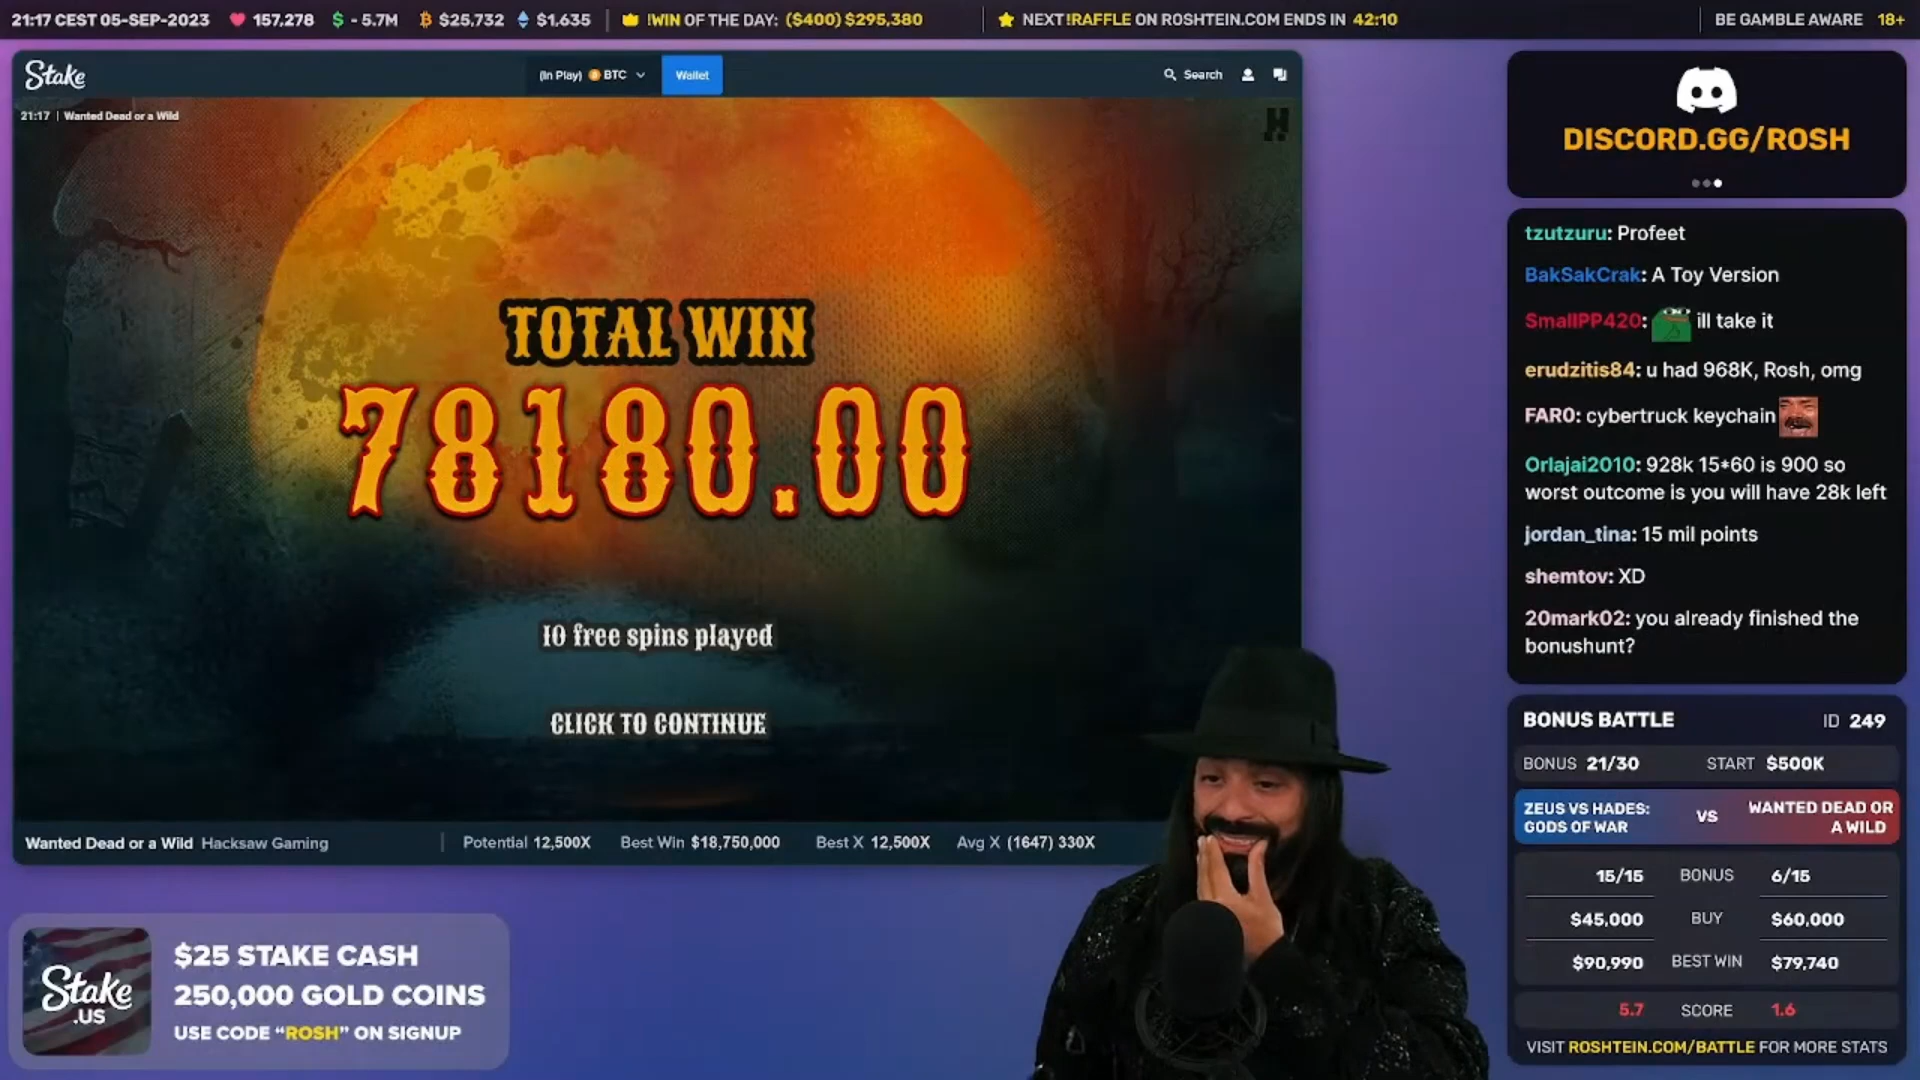 21:17 CEST 05-SEP-2023 157,278 $ - 5.7M $25,732 $1,635 !WIN OF THE DAY: ($400) $295,380 NEXT !RAFFLE ON ROSHTEIN.COM ENDS IN 42:10 BE GAMBLE AWARE 18+
Stake (In Play) BTC Wallet Search
21:17 | Wanted Dead or a Wild
TOTAL WIN
78180.00
10 free spins played
CLICK TO CONTINUE
Wanted Dead or a Wild Hacksaw Gaming Potential 12,500X Best Win $18,750,000 Best X 12,500X Avg X (1647) 330X
Stake
.US
$25 STAKE CASH
250,000 GOLD COINS
USE CODE “ROSH” ON SIGNUP
DISCORD.GG/ROSH
tzutzuru: Profeet
BakSakCrak: A Toy Version
SmallPP420: ill take it
erudzitis84: u had 968K, Rosh, omg
FAR0: cybertruck keychain
Orlajai2010: 928k 15*60 is 900 so
worst outcome is you will have 28k left
jordan_tina: 15 mil points
shemtov: XD
20mark02: you already finished the
bonushunt?
BONUS BATTLE ID 249
BONUS 21/30 START $500K
ZEUS VS HADES:
GODS OF WAR
VS
WANTED DEAD OR
A WILD
15/15 BONUS 6/15
$45,000 BUY $60,000
$90,990 BEST WIN $79,740
5.7 SCORE 1.6
VISIT ROSHTEIN.COM/BATTLE FOR MORE STATS